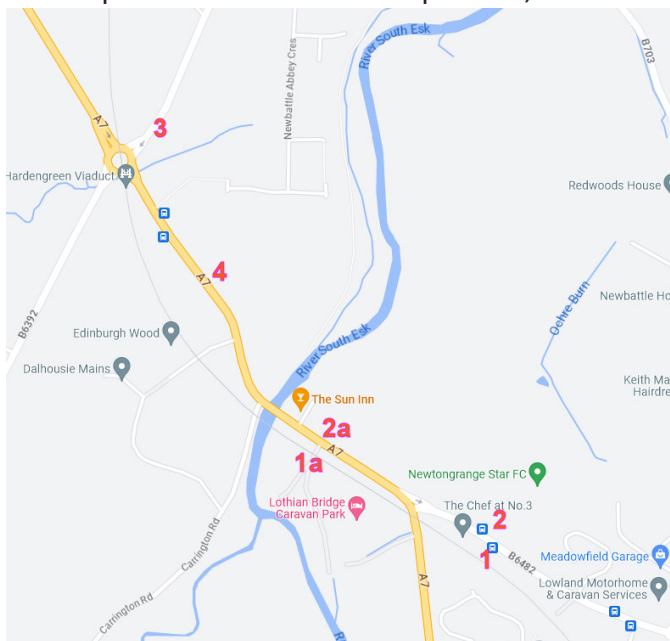 River South Esk
B703
Newbattle Abbey Cres
A7
3
Hardengreen Viaduct
Redwoods House
4
A7
Ochre Burn
Newbattle Ho
B6392
Edinburgh Wood
River South Esk
Dalhousie Mains
Keith Ma
Hairdre
The Sun Inn
2a
A7
1a
Newtongrange Star FC
Lothian Bridge
Caravan Park
The Chef at No.3
2
Carrington Rd
1
B6482
Meadowfield Garage
A7
Lowland Motorhome
& Caravan Services
Carrington Rd
Riv